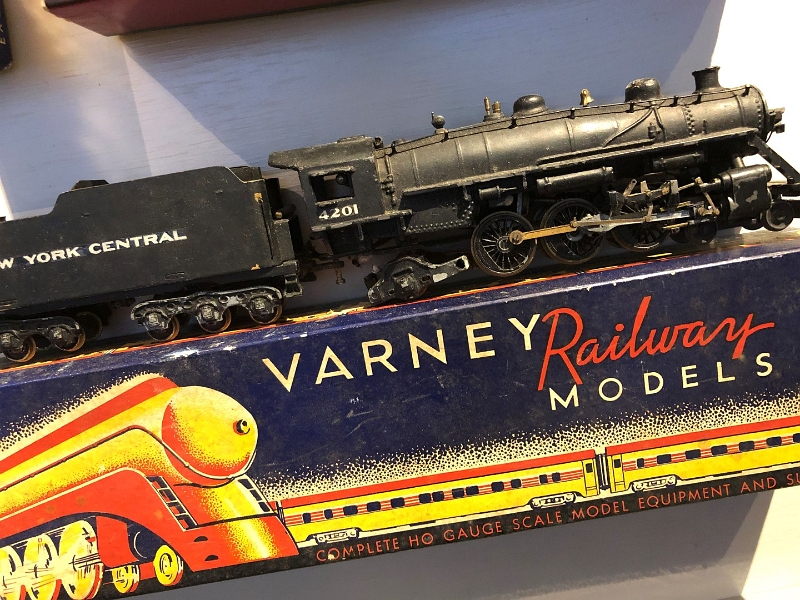 4201
YORK CENTRAL
VARNEY Railway
MODELS
COMPLETE HO GAUGE SCALE MODEL EQUIPMENT AND